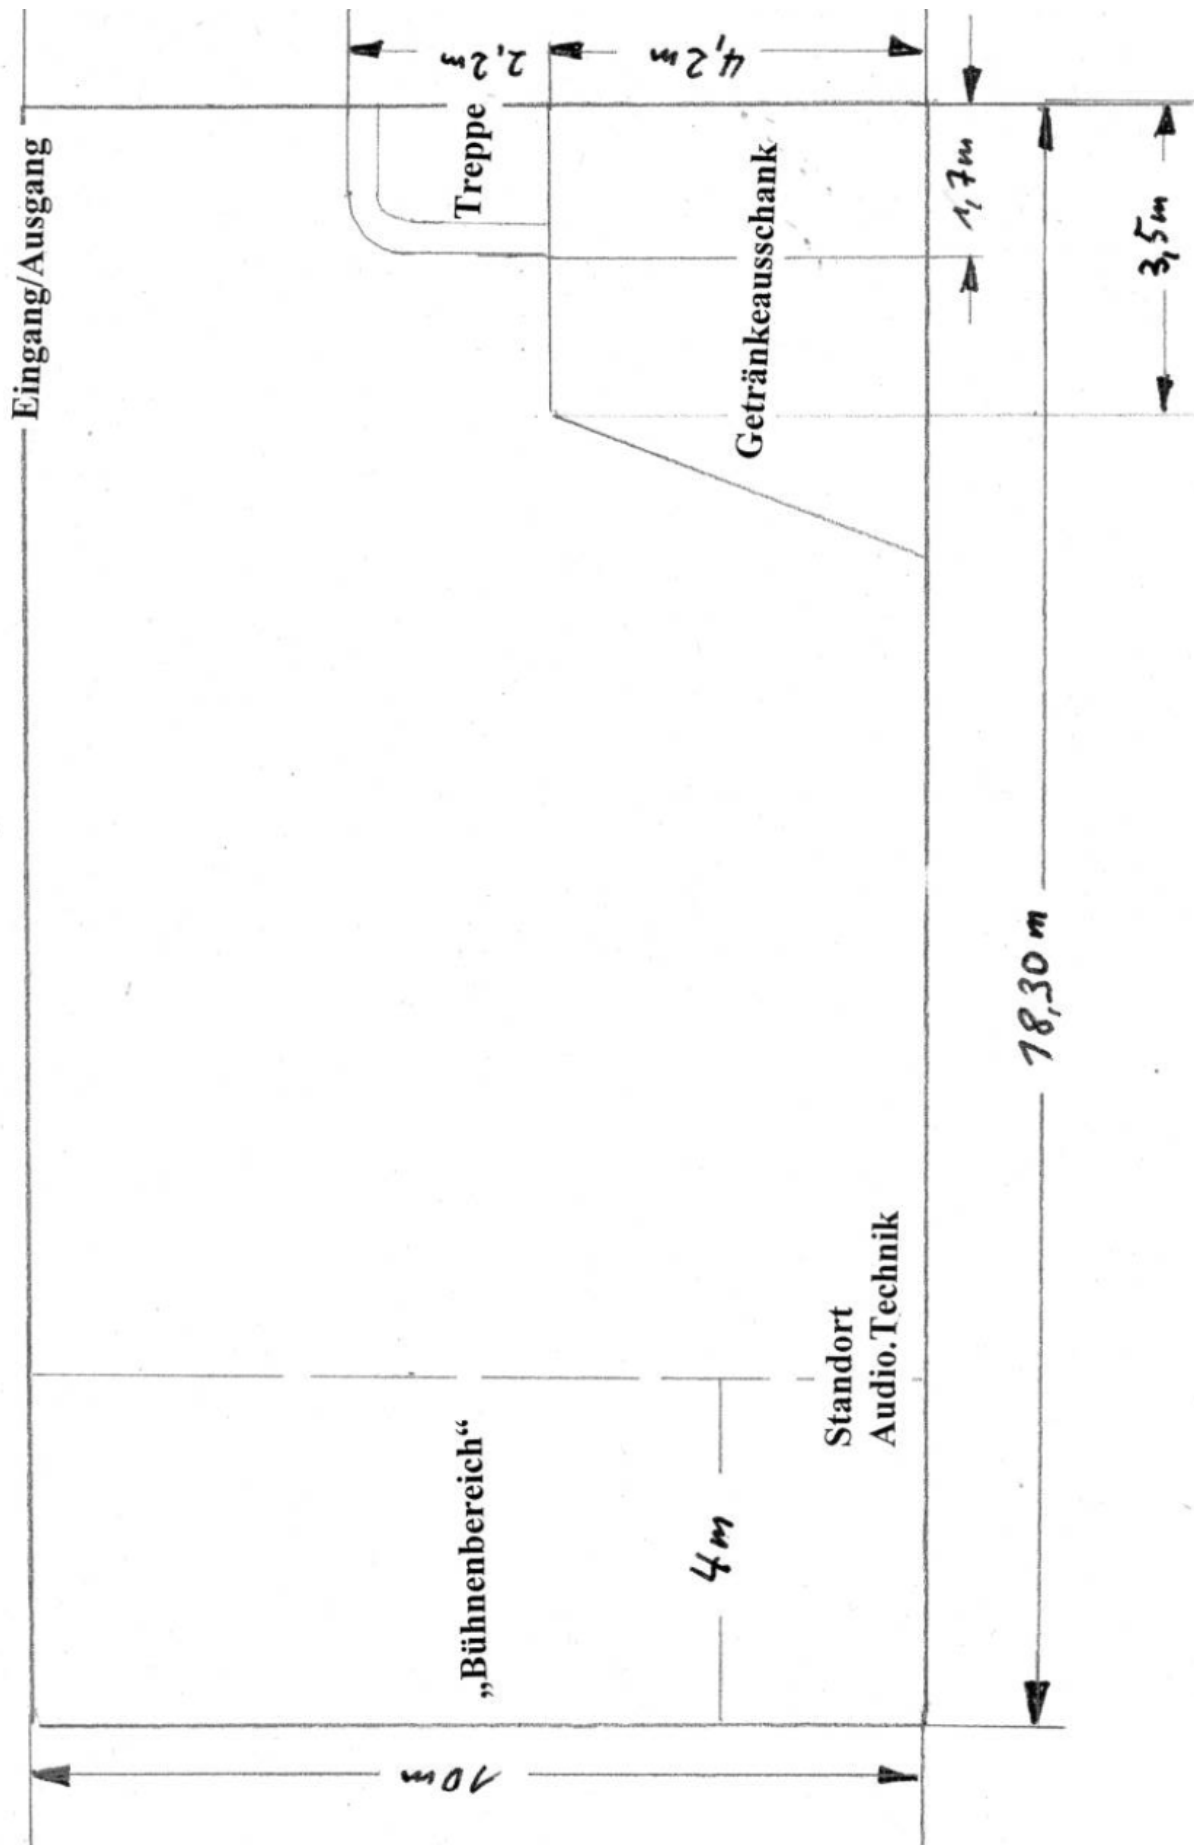 Eingang/Ausgang
2,2m
4,2m
Treppe
Getränkeausschank
1,7m
3,5m
18,30m
„Bühnenbereich“
4m
Standort
Audio.Technik
10m